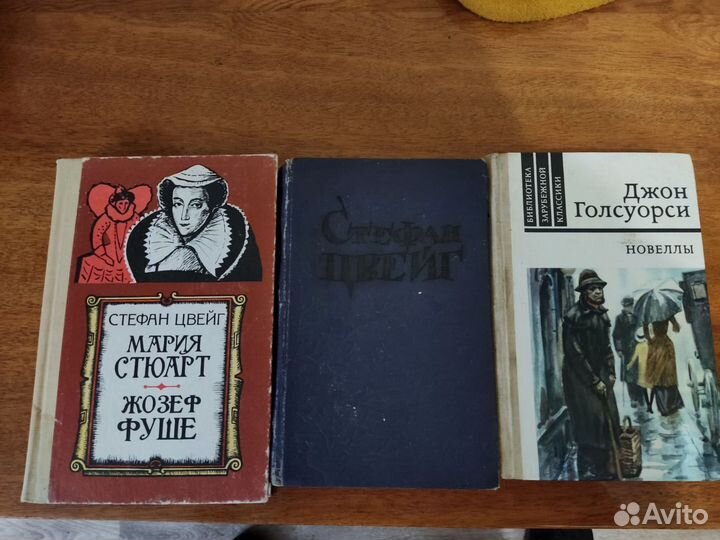 СТЕФАН ЦВЕЙГ
МАРИЯ
СТЮАРТ
ЖОЗЕФ
ФУШЕ
СТЕФАН
ЦВЕЙГ
БИБЛИОТЕКА
ЗАРУБЕЖНОЙ
КЛАССИКИ
Джон
Голсуорси
НОВЕЛЛЫ
Avito